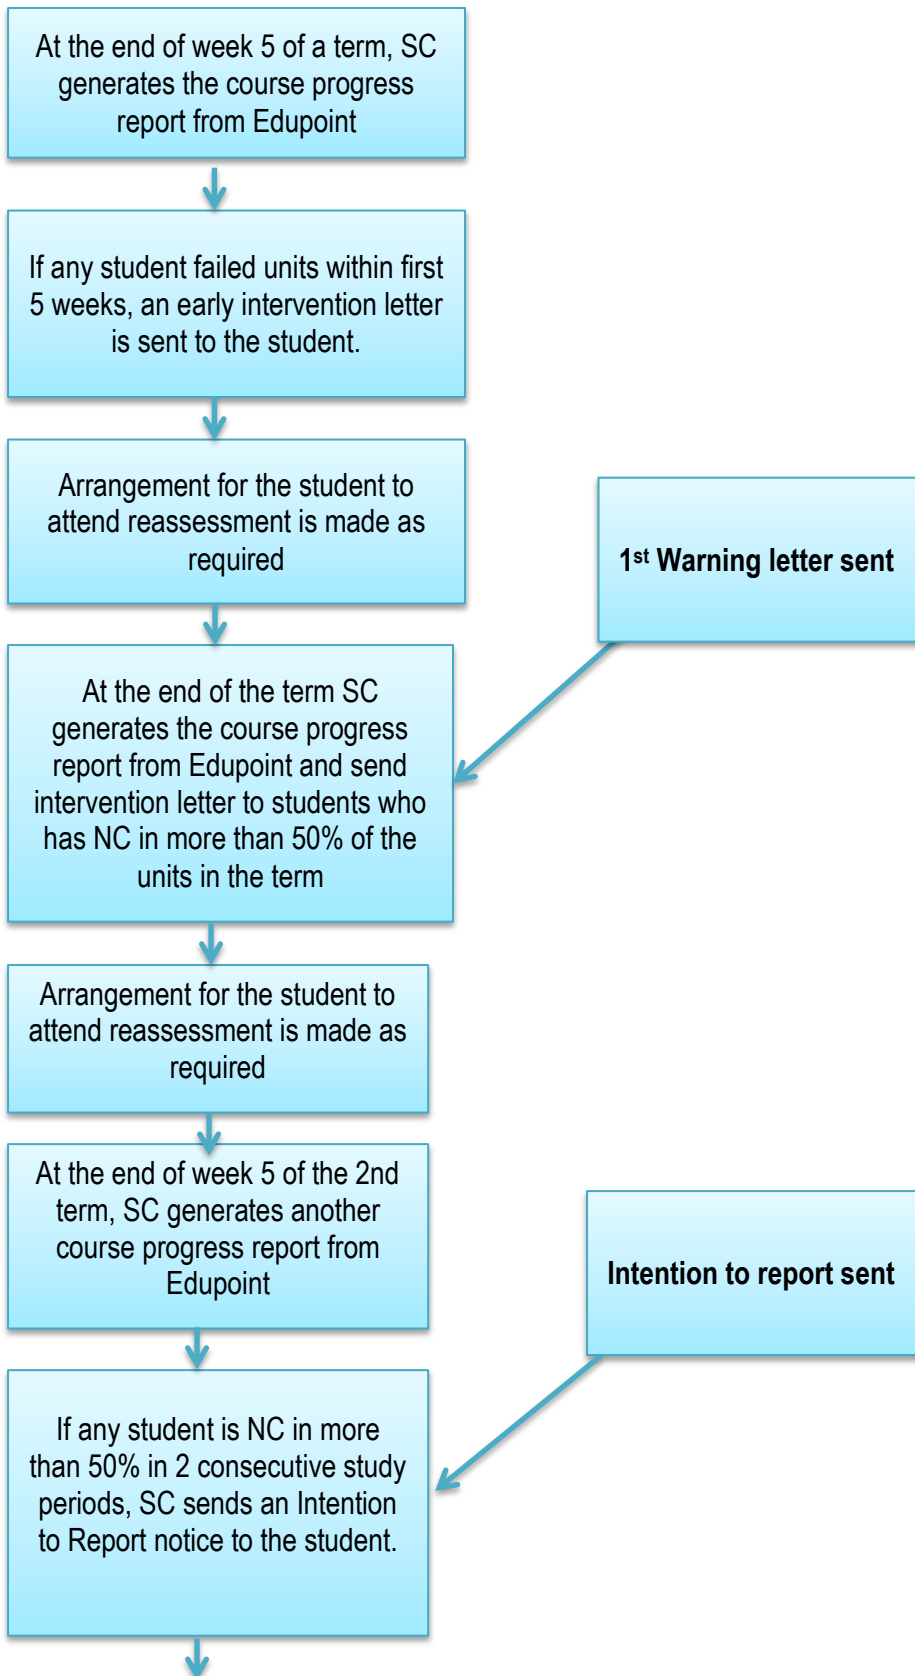 At the end of week 5 of a term, SC
generates the course progress
report from Edupoint
If any student failed units within first
5 weeks, an early intervention letter
is sent to the student.
Arrangement for the student to
attend reassessment is made as
required
1st Warning letter sent
At the end of the term SC
generates the course progress
report from Edupoint and send
intervention letter to students who
has NC in more than 50% of the
units in the term
Arrangement for the student to
attend reassessment is made as
required
At the end of week 5 of the 2nd
term, SC generates another
course progress report from
Edupoint
Intention to report sent
If any student is NC in more
than 50% in 2 consecutive study
periods, SC sends an Intention
to Report notice to the student.